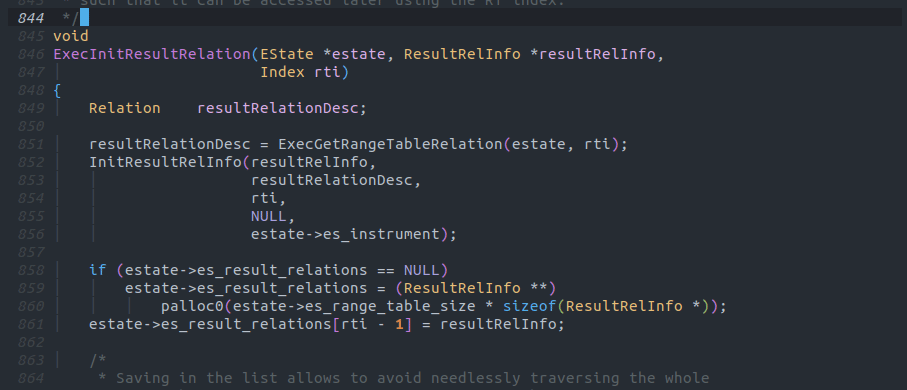 843 * such that it can be accessed later using the RT index.
844 */
845 void
846 ExecInitResultRelation(EState *estate, ResultRelInfo *resultRelInfo,
847                        Index rti)
848 {
849     Relation    resultRelationDesc;
850
851     resultRelationDesc = ExecGetRangeTableRelation(estate, rti);
852     InitResultRelInfo(resultRelInfo,
853                       resultRelationDesc,
854                       rti,
855                       NULL,
856                       estate->es_instrument);
857
858     if (estate->es_result_relations == NULL)
859         estate->es_result_relations = (ResultRelInfo **)
860             palloc0(estate->es_range_table_size * sizeof(ResultRelInfo *));
861     estate->es_result_relations[rti - 1] = resultRelInfo;
862
863     /*
864      * Saving in the list allows to avoid needlessly traversing the whole